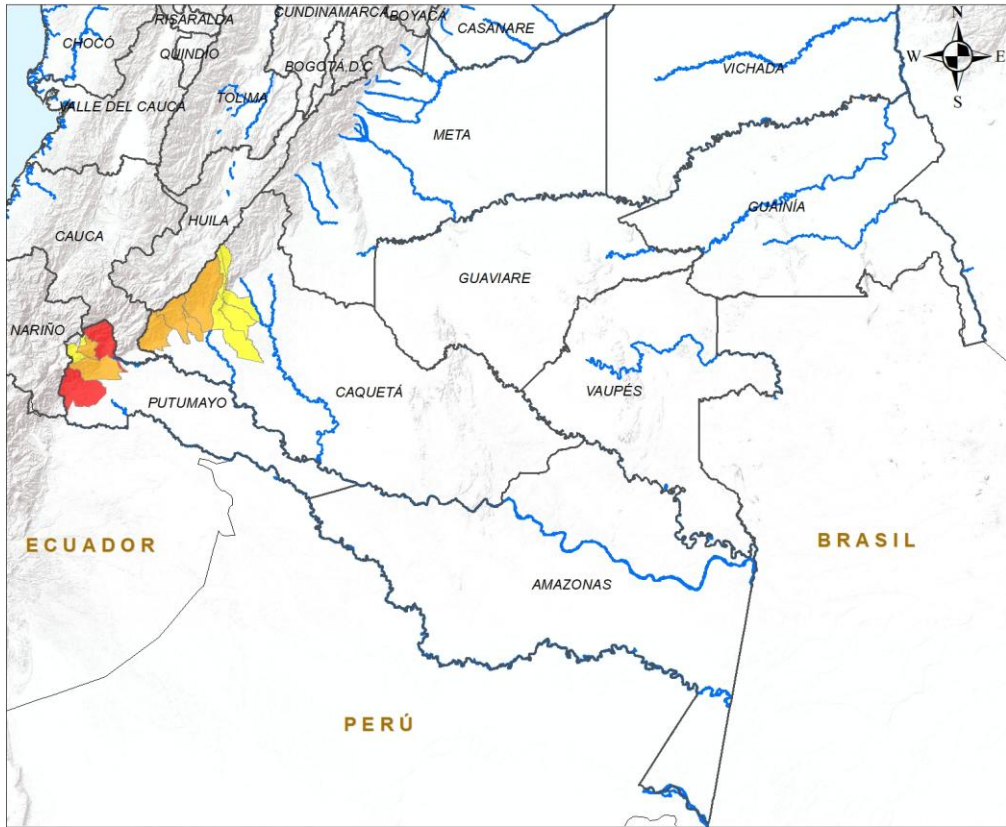 CUNDINAMARCA
BOYACÁ
RISARALDA
CASANARE
N
CHOCÓ
QUINDÍO
BOGOTÁ D.C
W
E
VICHADA
VALLE DEL CAUCA
TOLIMA
S
META
HUILA
GUAINÍA
CAUCA
GUAVIARE
NARIÑO
CAQUETÁ
VAUPÉS
PUTUMAYO
ECUADOR
BRASIL
AMAZONAS
PERÚ